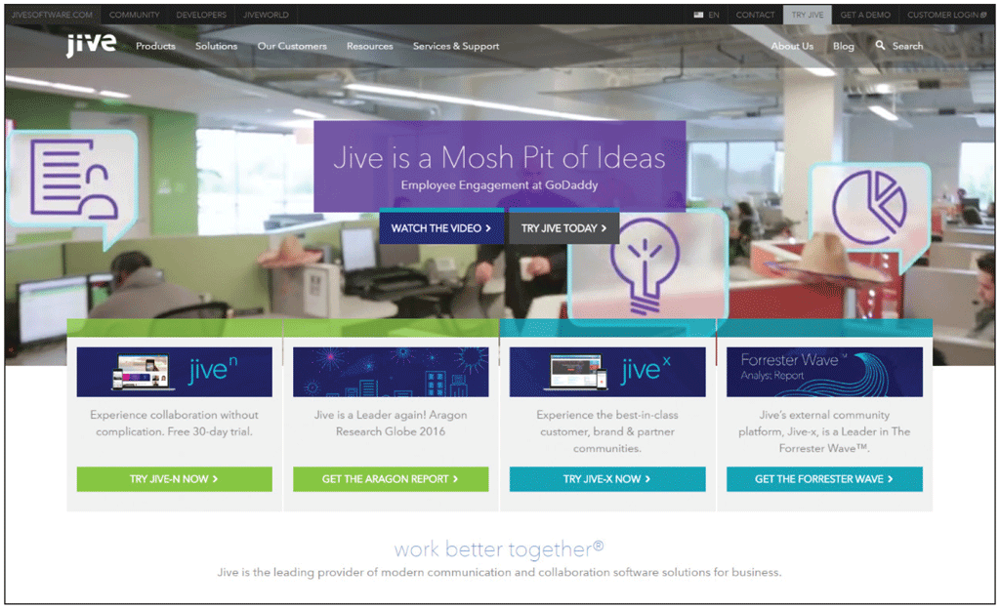 JIVESOFTWARE.COM COMMUNITY DEVELOPERS JIVEWORLD EN CONTACT TRY JIVE GET A DEMO CUSTOMER LOGIN
jive Products Solutions Our Customers Resources Services & Support About Us Blog Search
Jive is a Mosh Pit of Ideas
Employee Engagement at GoDaddy
WATCH THE VIDEO > TRY JIVE TODAY >
jiveⁿ
Experience collaboration without
complication. Free 30-day trial.
TRY JIVE-N NOW >
Jive is a Leader again! Aragon
Research Globe 2016
GET THE ARAGON REPORT >
jiveˣ
Experience the best-in-class
customer, brand & partner
communities.
TRY JIVE-X NOW >
Forrester Wave™
Analyst Report
Jive's external community
platform, Jive-x, is a Leader in The
Forrester Wave™.
GET THE FORRESTER WAVE >
work better together®
Jive is the leading provider of modern communication and collaboration software solutions for business.